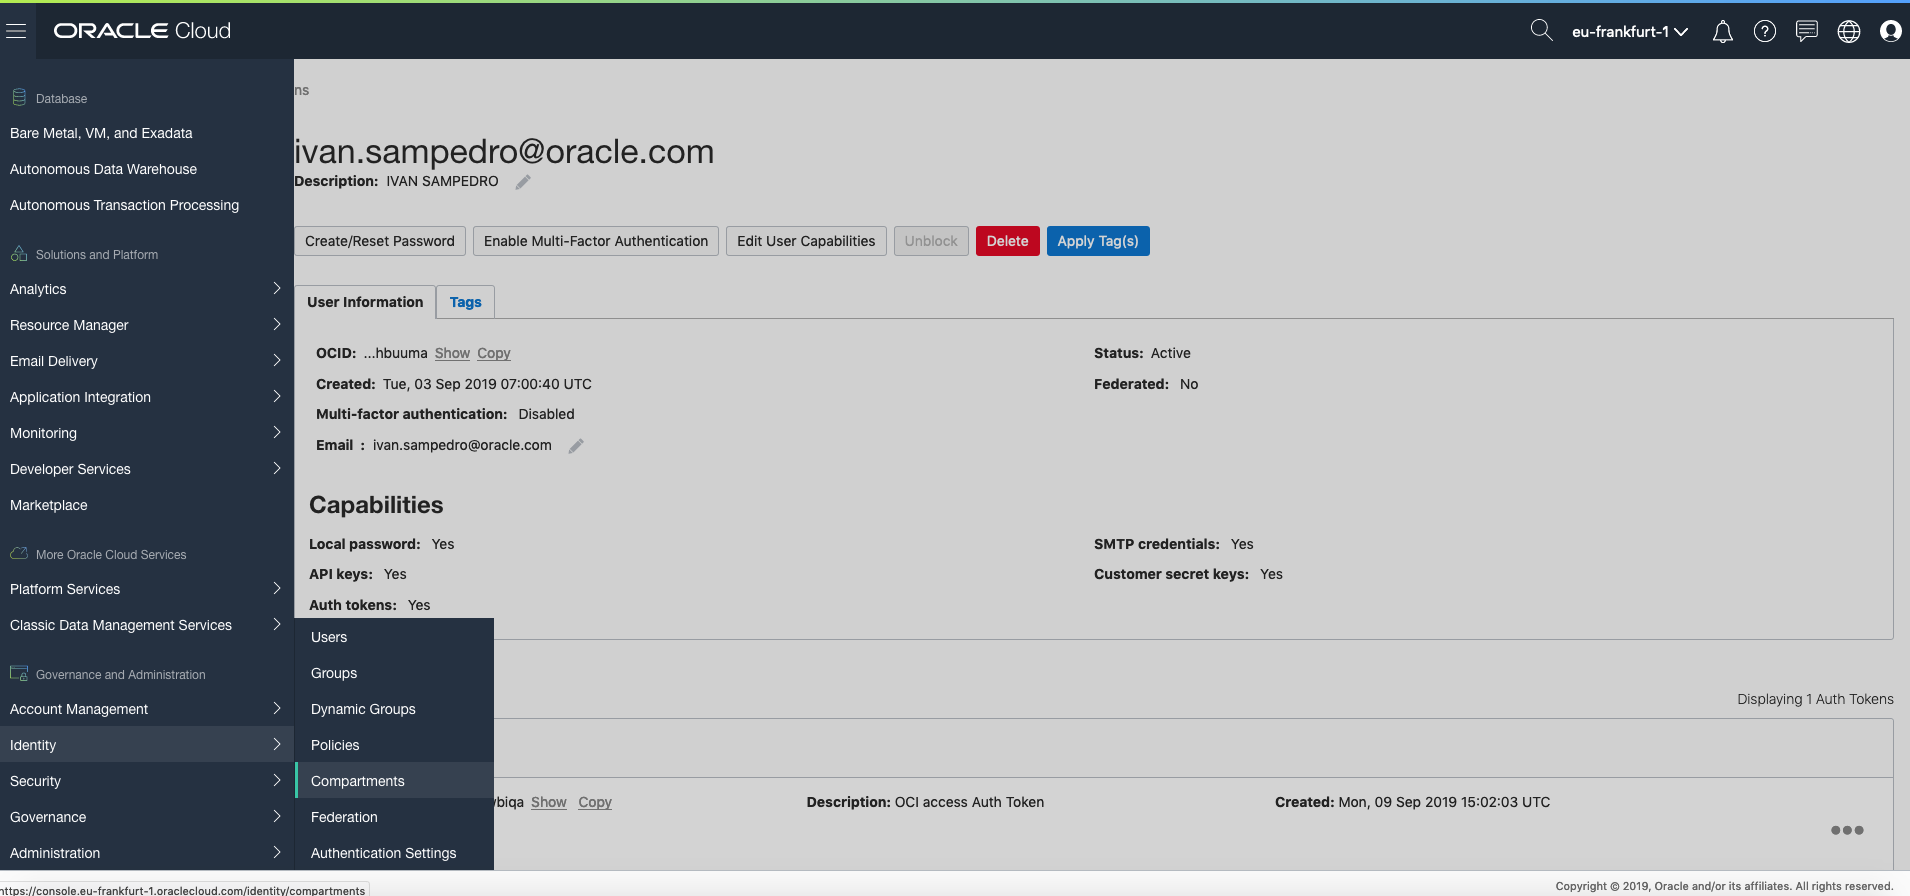 ORACLE Cloud
eu-frankfurt-1
Database
Bare Metal, VM, and Exadata
Autonomous Data Warehouse
Autonomous Transaction Processing
Solutions and Platform
Analytics
Resource Manager
Email Delivery
Application Integration
Monitoring
Developer Services
Marketplace
More Oracle Cloud Services
Platform Services
Classic Data Management Services
Governance and Administration
Account Management
Identity
Security
Governance
Administration
Users
Groups
Dynamic Groups
Policies
Compartments
Federation
Authentication Settings
ns
ivan.sampedro@oracle.com
Description: IVAN SAMPEDRO
Create/Reset Password Enable Multi-Factor Authentication Edit User Capabilities Unblock Delete Apply Tag(s)
User Information Tags
OCID: ...hbuuma Show Copy
Created: Tue, 03 Sep 2019 07:00:40 UTC
Multi-factor authentication: Disabled
Email : ivan.sampedro@oracle.com
Status: Active
Federated: No
Capabilities
Local password: Yes
API keys: Yes
Auth tokens: Yes
SMTP credentials: Yes
Customer secret keys: Yes
Displaying 1 Auth Tokens
biqa Show Copy Description: OCI access Auth Token Created: Mon, 09 Sep 2019 15:02:03 UTC
https://console.eu-frankfurt-1.oraclecloud.com/identity/compartments
Copyright © 2019, Oracle and/or its affiliates. All rights reserved.